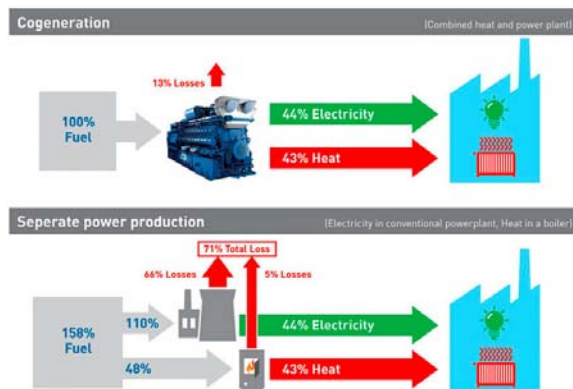 Cogeneration
(Combined heat and power plant)
13% Losses
100%
Fuel
44% Electricity
43% Heat
Seperate power production
(Electricity in conventional powerplant, Heat in a boiler)
71% Total Loss
66% Losses
5% Losses
158%
Fuel
110%
44% Electricity
48%
43% Heat